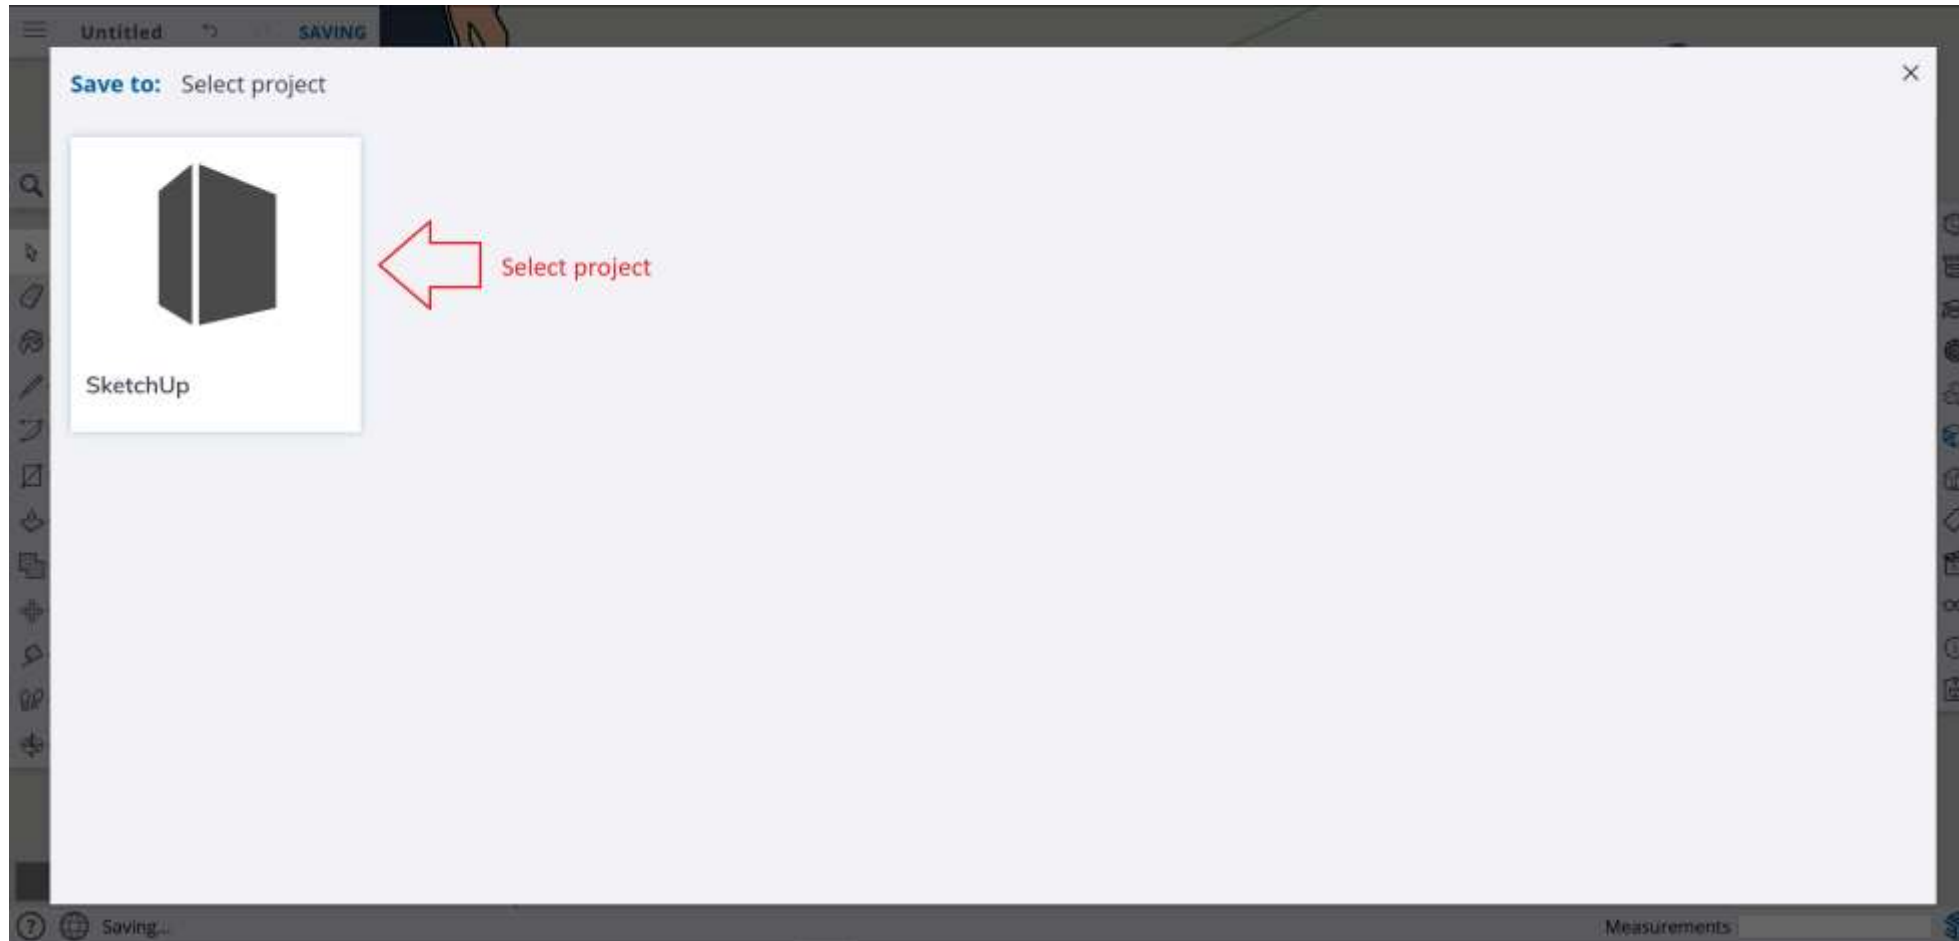 Untitled
SAVING
Save to: Select project
Select project
SketchUp
Saving...
Measurements